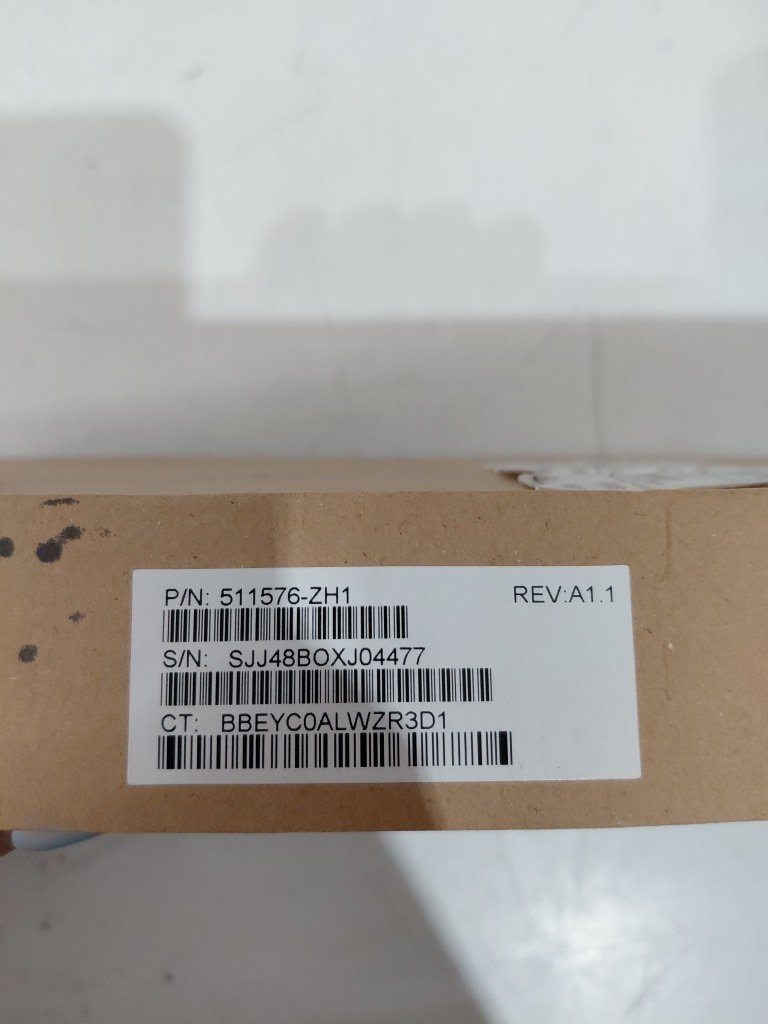 P/N: 511576-ZH1
REV:A1.1
S/N: SJJ48BOXJ04477
CT: BBEYC0ALWZR3D1